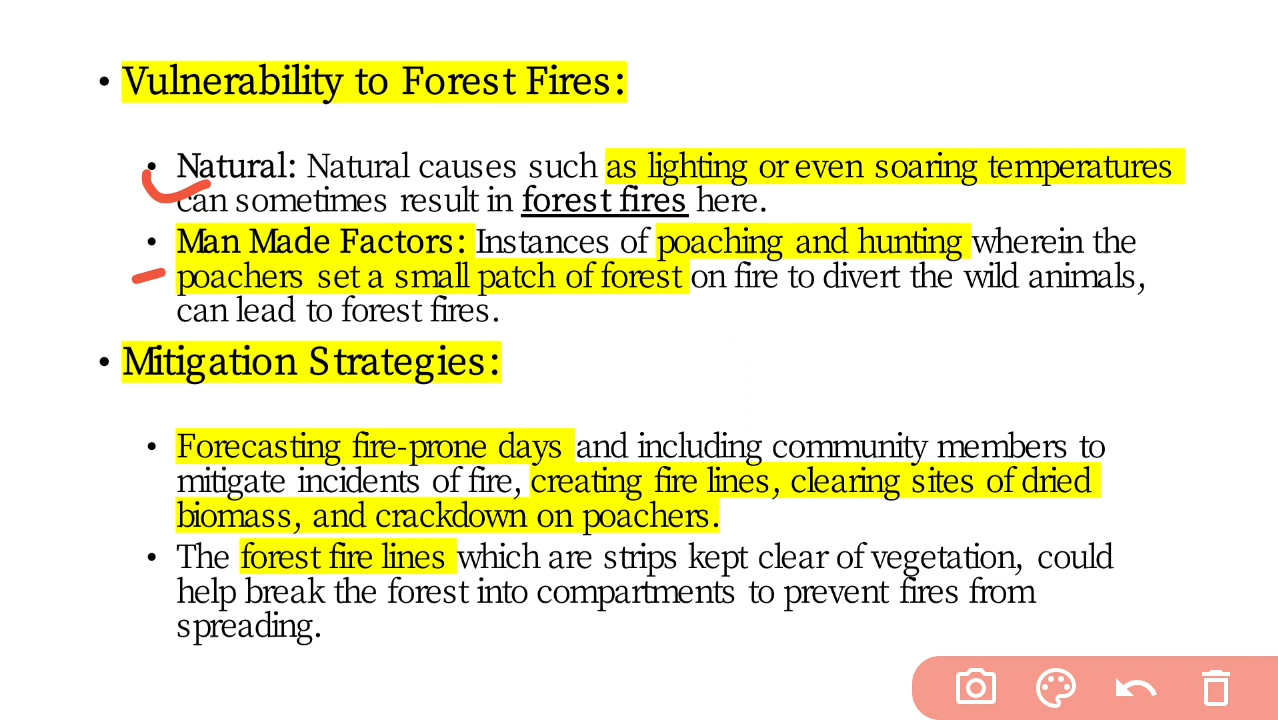 • Vulnerability to Forest Fires:
• Natural: Natural causes such as lighting or even soaring temperatures
can sometimes result in forest fires here.
• Man Made Factors: Instances of poaching and hunting wherein the
poachers set a small patch of forest on fire to divert the wild animals,
can lead to forest fires.
• Mitigation Strategies:
• Forecasting fire-prone days and including community members to
mitigate incidents of fire, creating fire lines, clearing sites of dried
biomass, and crackdown on poachers.
• The forest fire lines which are strips kept clear of vegetation, could
help break the forest into compartments to prevent fires from
spreading.